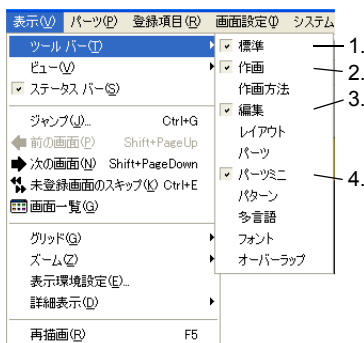 表示(V) パーツ(P) 登録項目(R) 画面設定(I) システム
ツール バー(T)
ビュー(V)
ステータス バー(S)
ジャンプ(J)... Ctrl+G
前の画面(P) Shift+PageUp
次の画面(N) Shift+PageDown
未登録画面のスキップ(K) Ctrl+E
画面一覧(G)
グリッド(G)
ズーム(Z)
表示環境設定(E)...
詳細表示(D)
再描画(R) F5
標準 1.
作画 2.
作画方法
編集 3.
レイアウト
パーツ
パーツミニ 4.
パターン
多言語
フォント
オーバーラップ